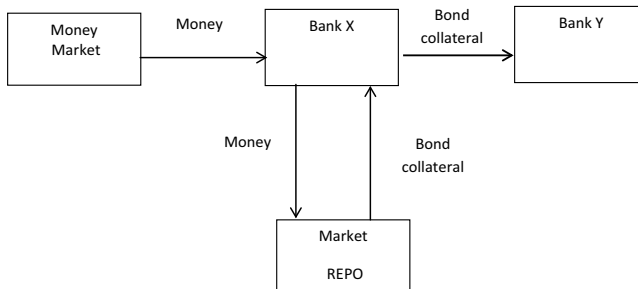 Money
Market
Money
Bank X
Bond
collateral
Bank Y
Money
Bond
collateral
Market
REPO